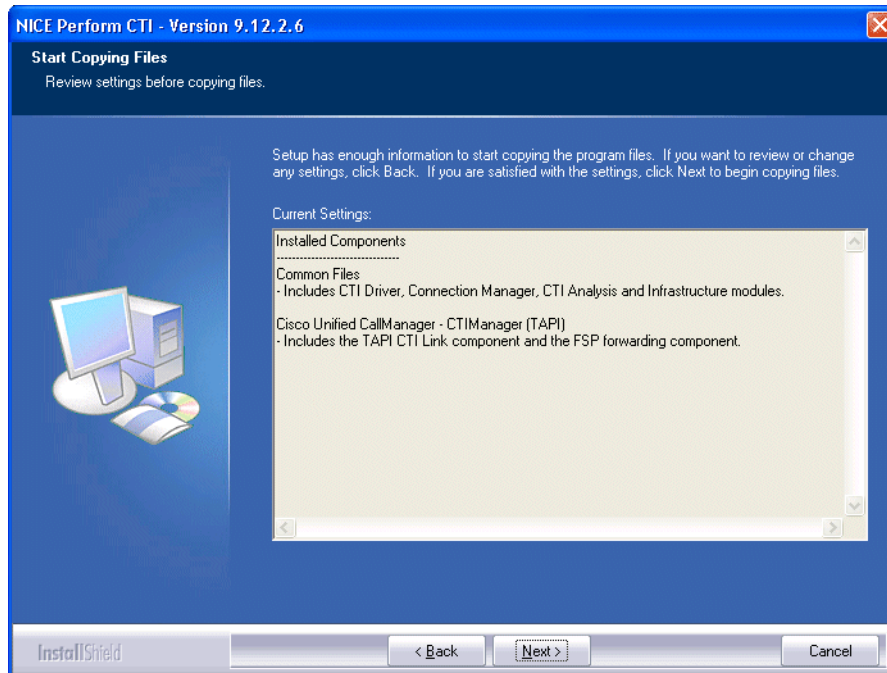 NICE Perform CTI - Version 9.12.2.6
Start Copying Files
Review settings before copying files.
Setup has enough information to start copying the program files. If you want to review or change
any settings, click Back. If you are satisfied with the settings, click Next to begin copying files.
Current Settings:
Installed Components
--------------------------------
Common Files
- Includes CTI Driver, Connection Manager, CTI Analysis and Infrastructure modules.
Cisco Unified CallManager - CTIManager (TAPI)
- Includes the TAPI CTI Link component and the FSP forwarding component.
InstallShield
< Back
Next >
Cancel